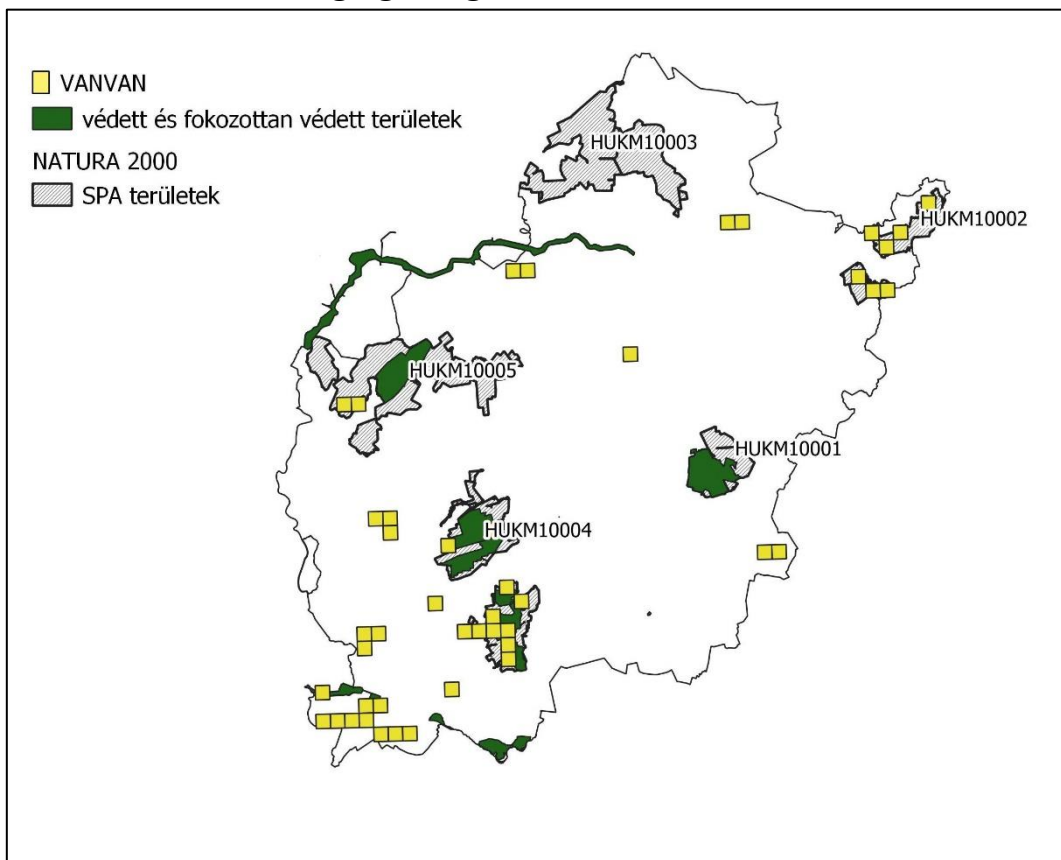 VANVAN
védett és fokozottan védett területek
NATURA 2000
SPA területek
HUKM10003
HUKM10002
HUKM10005
HUKM10001
HUKM10004